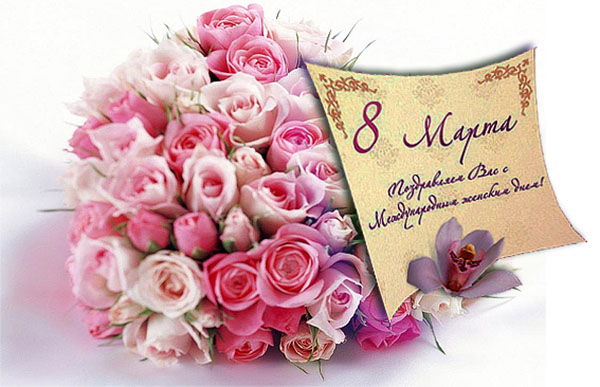 8 Марта
Поздравляем Вас с
Международным женским днем!